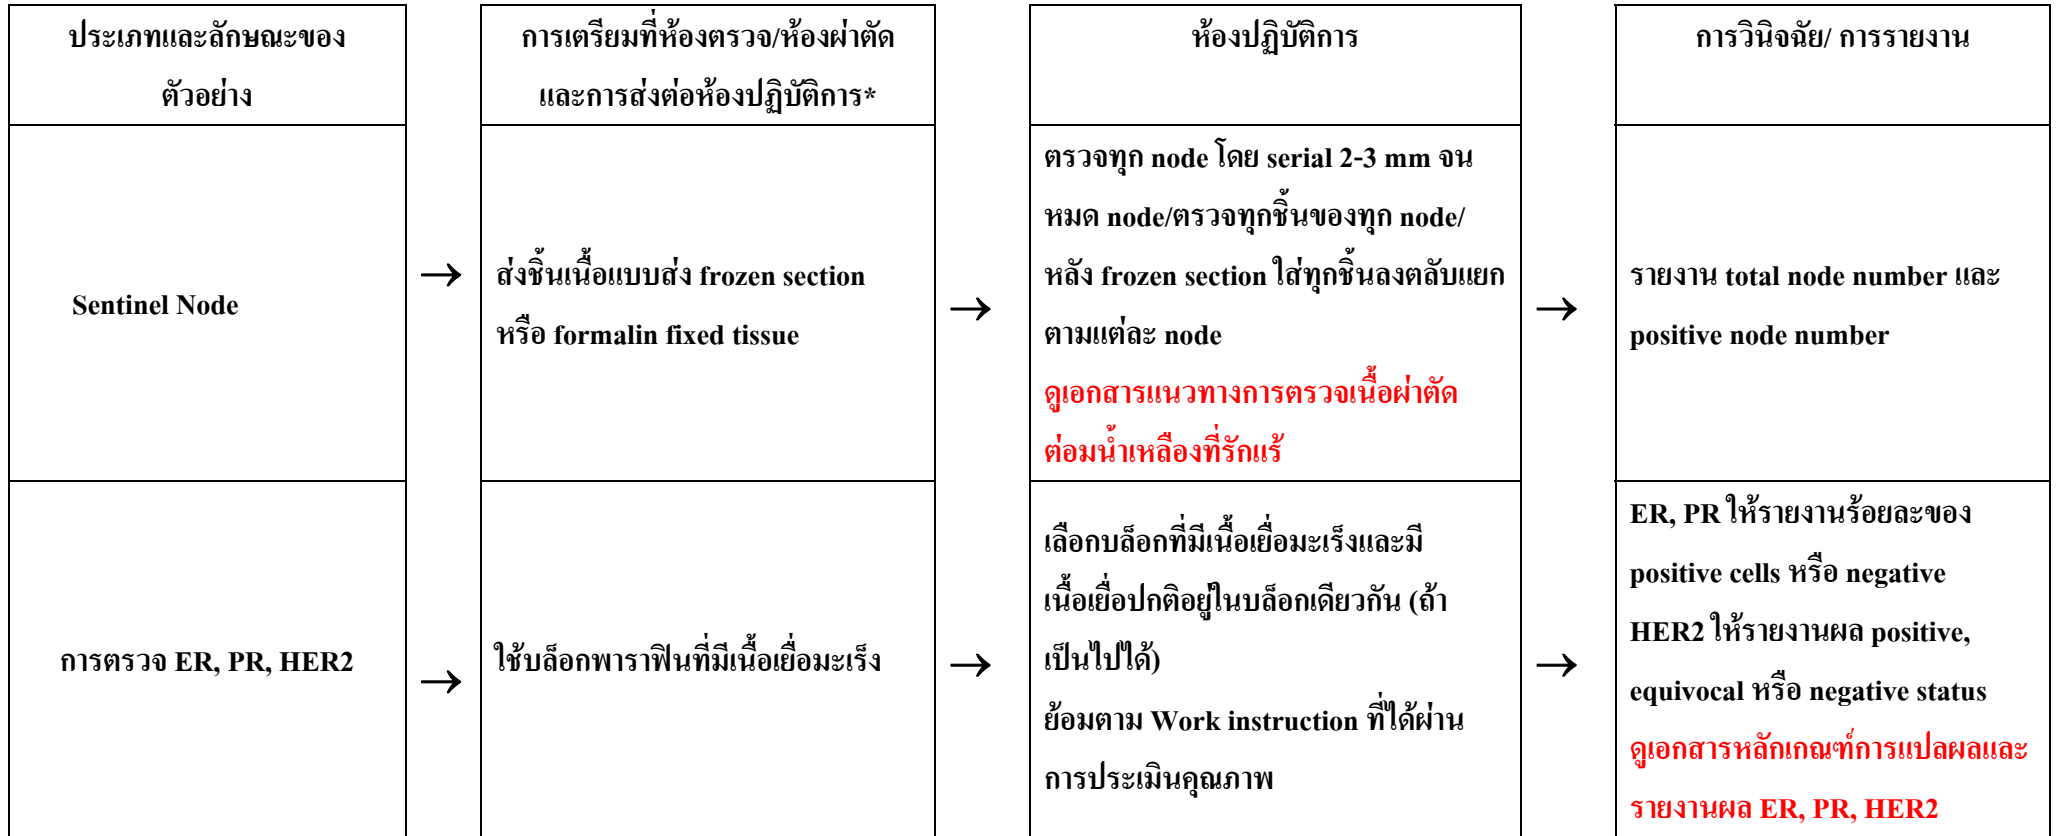 ประเภทและลักษณะของ
ตัวอย่าง
การเตรียมที่ห้องตรวจ/ห้องผ่าตัด
และการส่งต่อห้องปฏิบัติการ*
ห้องปฏิบัติการ
การวินิจฉัย/ การรายงาน
Sentinel Node
→
ส่งชิ้นเนื้อแบบส่ง frozen section
หรือ formalin fixed tissue
→
ตรวจทุก node โดย serial 2-3 mm จน
หมด node/ตรวจทุกชิ้นของทุก node/
หลัง frozen section ใส่ทุกชิ้นลงตลับแยก
ตามแต่ละ node
ดูเอกสารแนวทางการตรวจเนื้อผ่าตัด
ต่อมน้ำเหลืองที่รักแร้
→
รายงาน total node number และ
positive node number
การตรวจ ER, PR, HER2
→
ใช้บล็อกพาราฟินที่มีเนื้อเยื่อมะเร็ง
→
เลือกบล็อกที่มีเนื้อเยื่อมะเร็งและมี
เนื้อเยื่อปกติอยู่ในบล็อกเดียวกัน (ถ้า
เป็นไปได้)
ย้อมตาม Work instruction ที่ได้ผ่าน
การประเมินคุณภาพ
→
ER, PR ให้รายงานร้อยละของ
positive cells หรือ negative
HER2 ให้รายงานผล positive,
equivocal หรือ negative status
ดูเอกสารหลักเกณฑ์การแปลผลและ
รายงานผล ER, PR, HER2